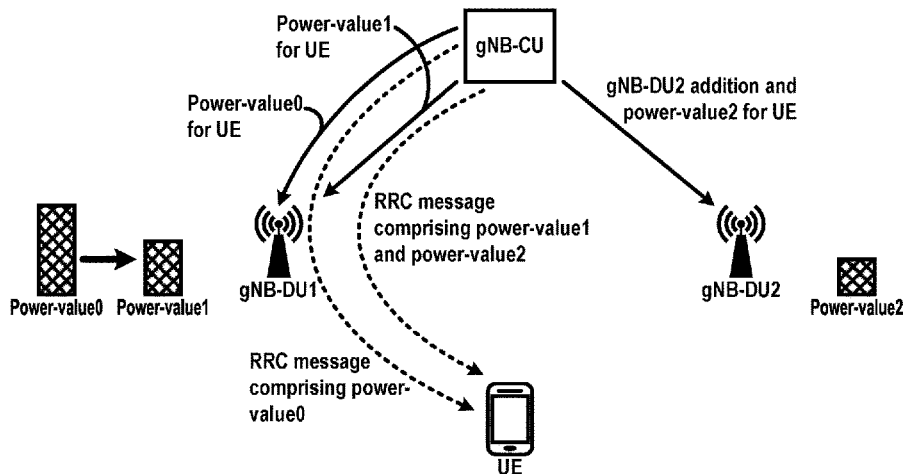 Power-value1
for UE
gNB-CU
gNB-DU2 addition and
power-value2 for UE
Power-value0
for UE
RRC message
comprising power-value1
and power-value2
gNB-DU1
gNB-DU2
Power-value0
Power-value1
Power-value2
RRC message
comprising power-
value0
UE